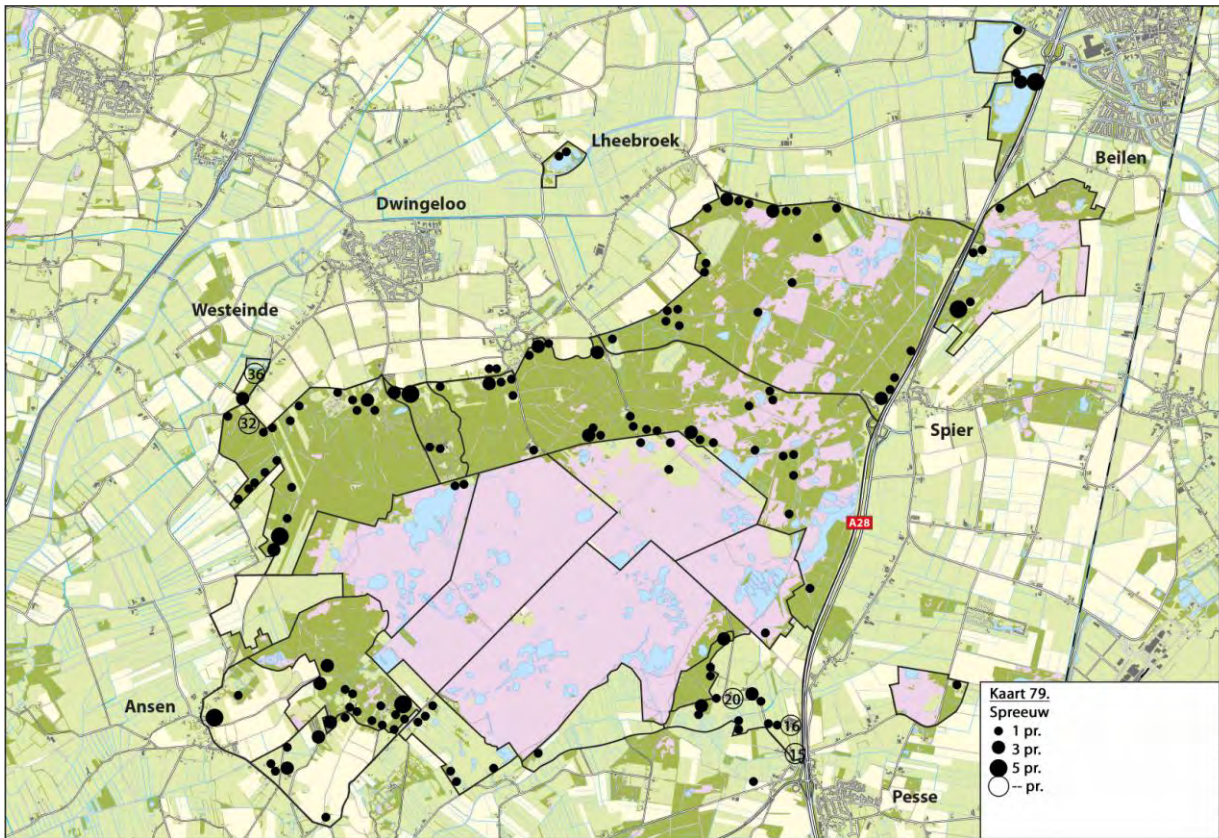 Lheebroek
Beilen
Dwingeloo
Westeinde
36
32
Spier
A28
Ansen
20
16
15
Pesse
Kaart 79.
Spreeuw
1 pr.
3 pr.
5 pr.
-- pr.